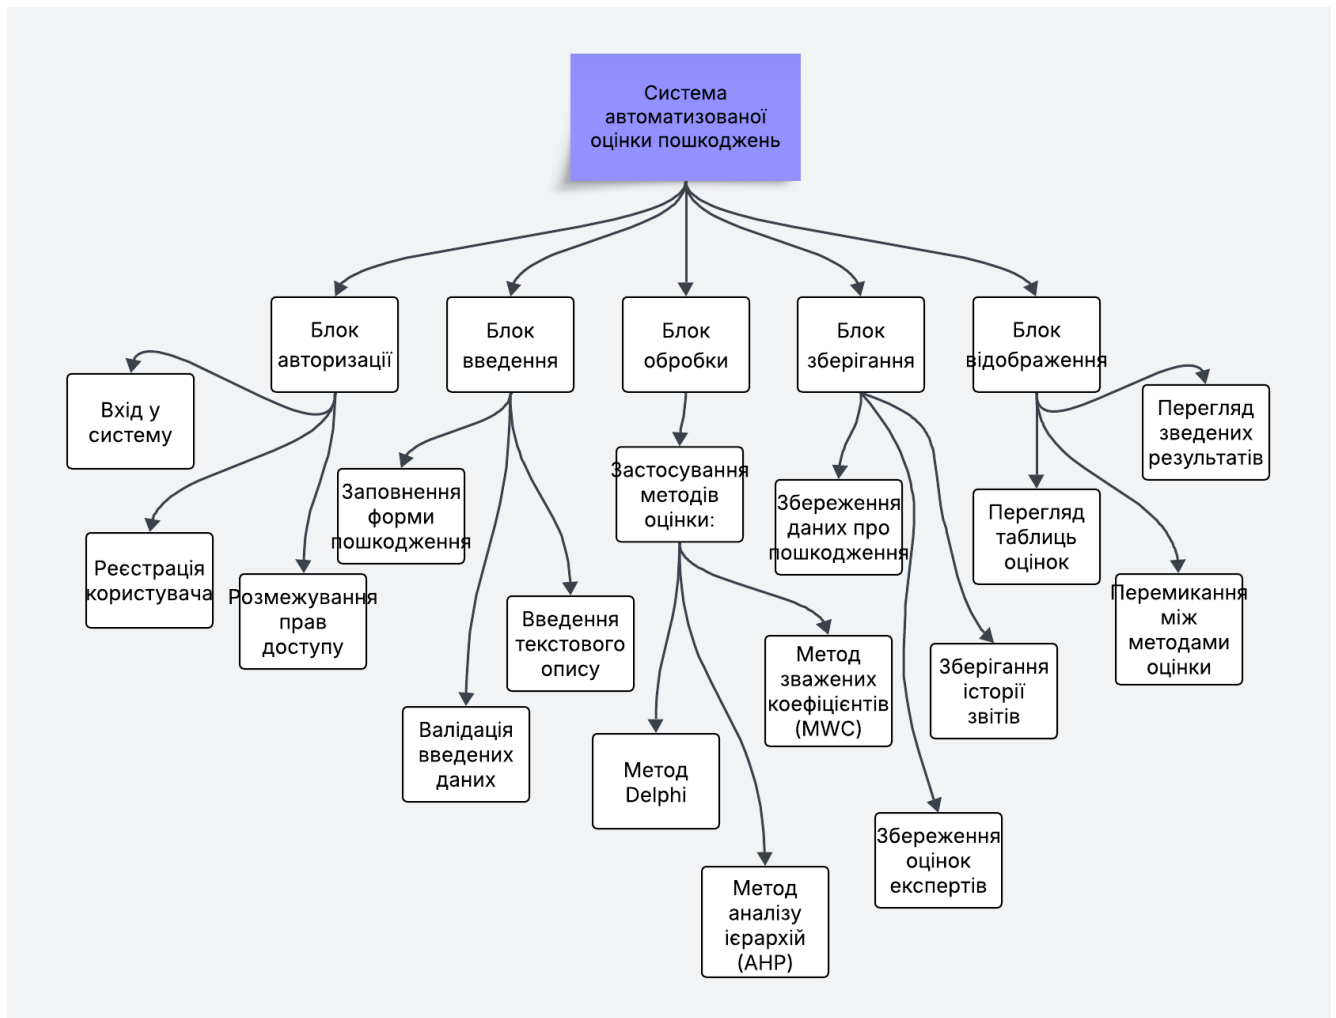 Система
автоматизованої
оцінки пошкоджень
Блок
авторизації
Блок
введення
Блок
обробки
Блок
зберігання
Блок
відображення
Вхід у
систему
Реєстрація
користувача
Розмежування
прав
доступу
Заповнення
форми
пошкодження
Валідація
введених
даних
Введення
текстового
опису
Застосування
методів
оцінки:
Метод
Delphi
Метод
аналізу
ієрархій
(AHP)
Метод
зважених
коефіцієнтів
(MWC)
Збереження
даних про
пошкодження
Збереження
оцінок
експертів
Зберігання
історії
звітів
Перегляд
таблиць
оцінок
Перемикання
між
методами
оцінки
Перегляд
зведених
результатів